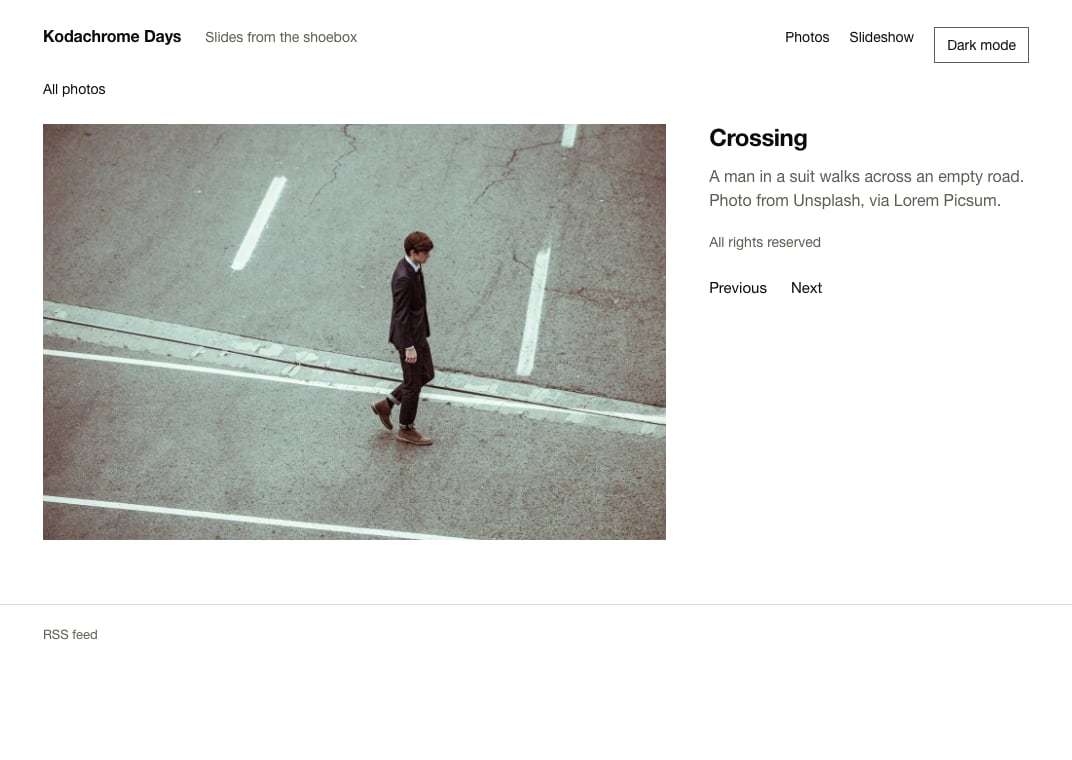 Kodachrome Days
Slides from the shoebox
Photos
Slideshow
Dark mode
All photos
Crossing
A man in a suit walks across an empty road.
Photo from Unsplash, via Lorem Picsum.
All rights reserved
Previous
Next
RSS feed